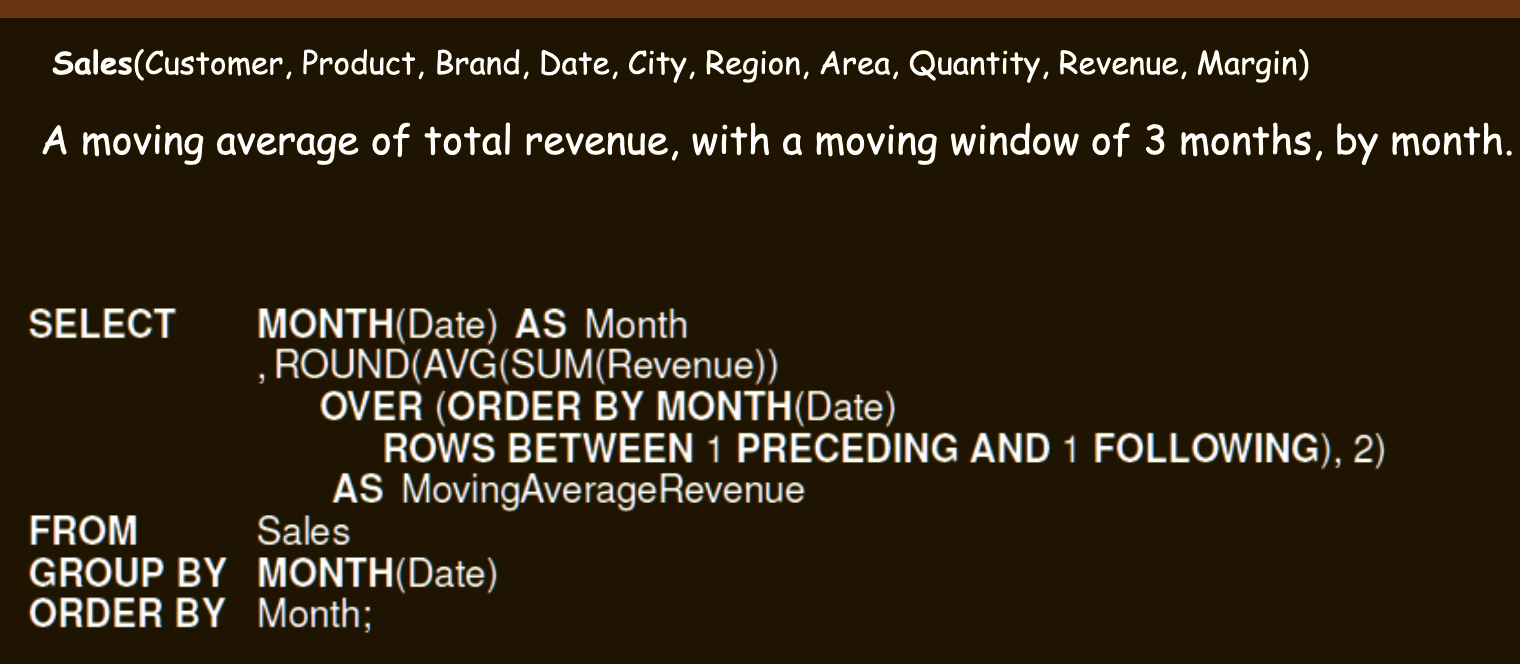 Sales(Customer, Product, Brand, Date, City, Region, Area, Quantity, Revenue, Margin)
A moving average of total revenue, with a moving window of 3 months, by month.
SELECT MONTH(Date) AS Month
, ROUND(AVG(SUM(Revenue))
OVER (ORDER BY MONTH(Date)
ROWS BETWEEN 1 PRECEDING AND 1 FOLLOWING), 2)
AS MovingAverageRevenue
FROM Sales
GROUP BY MONTH(Date)
ORDER BY Month;